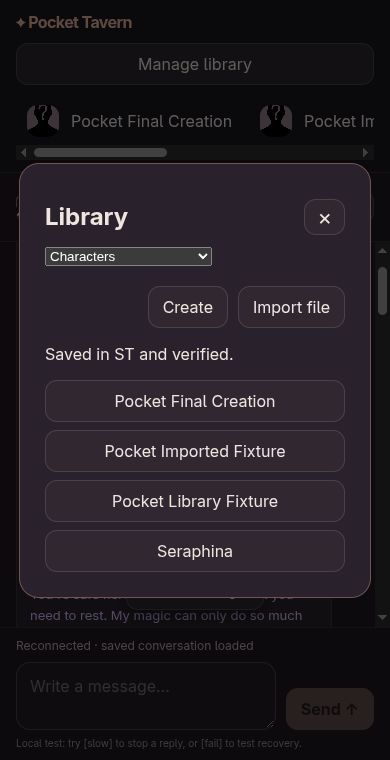 ✦ Pocket Tavern
Manage library
Pocket Final Creation
Pocket Im
Library
×
Characters
Create
Import file
Saved in ST and verified.
Pocket Final Creation
Pocket Imported Fixture
Pocket Library Fixture
Seraphina
need to rest. My magic can only do so much
Reconnected · saved conversation loaded
Write a message...
Send ↑
Local test: try [slow] to stop a reply, or [fail] to test recovery.